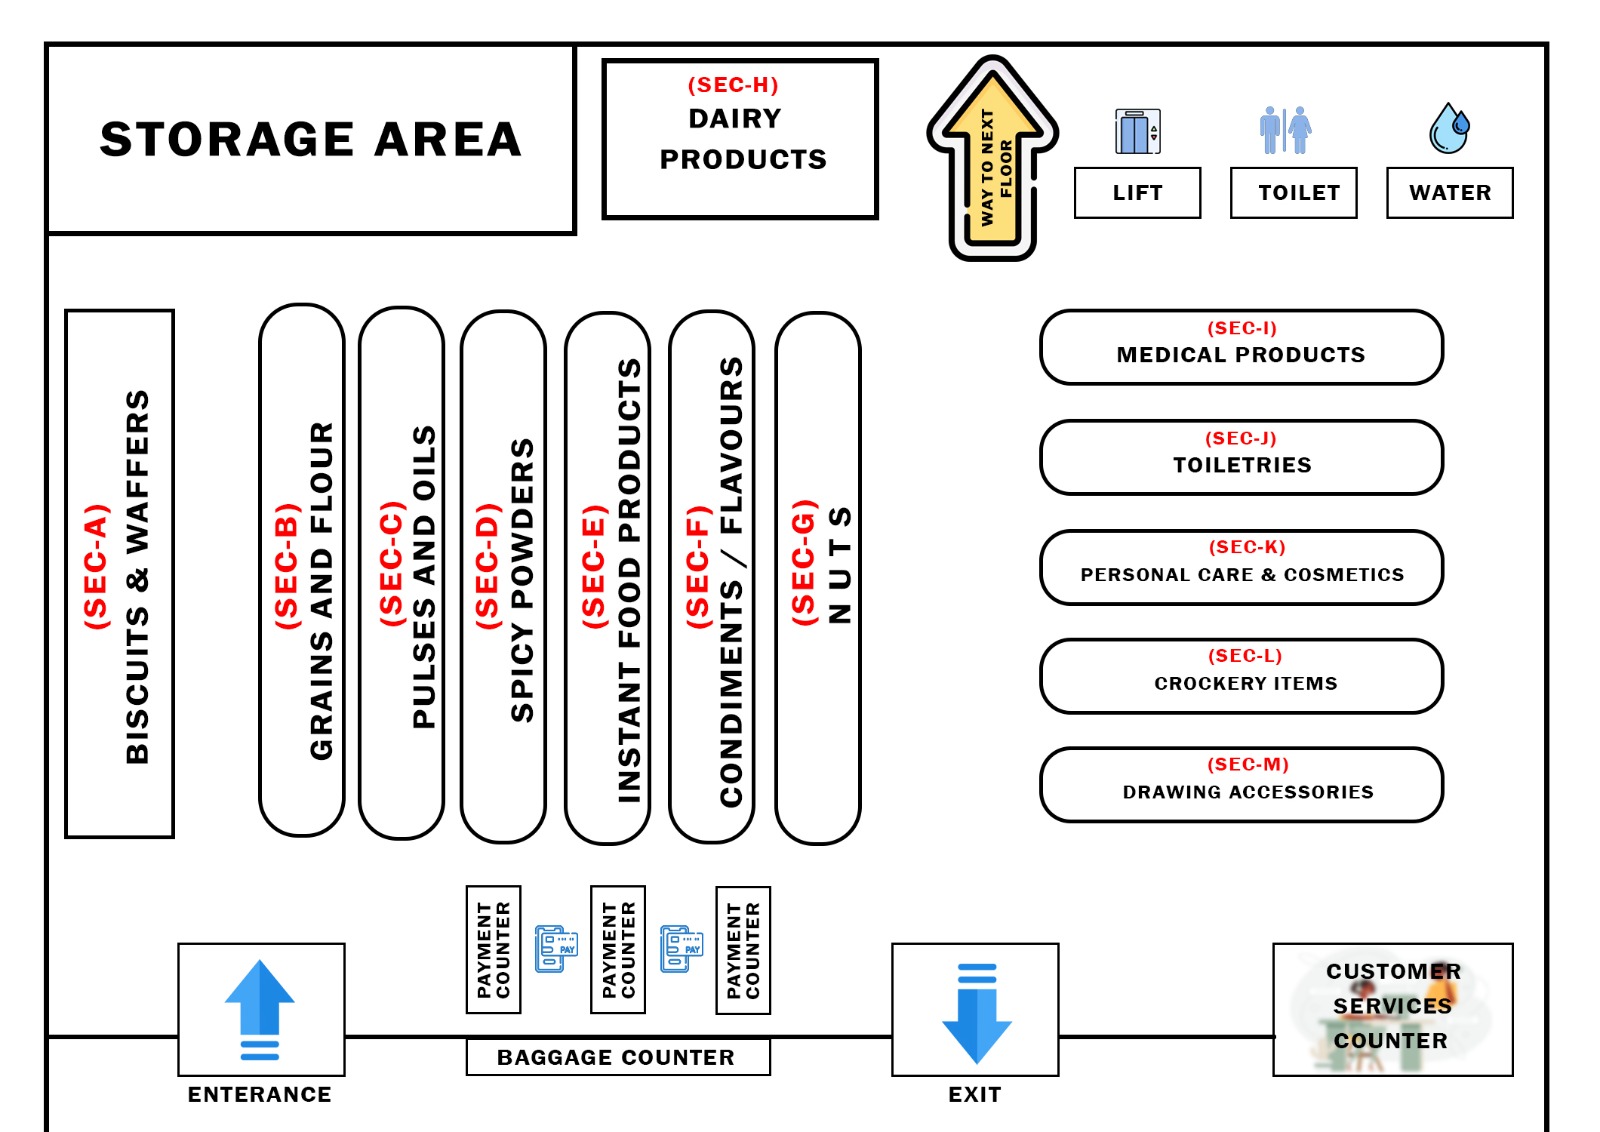 STORAGE AREA
(SEC-H)
DAIRY
PRODUCTS
WAY TO NEXT
FLOOR
LIFT
TOILET
WATER
(SEC-A)
BISCUITS & WAFFERS
(SEC-B)
GRAINS AND FLOUR
(SEC-C)
PULSES AND OILS
(SEC-D)
SPICY POWDERS
(SEC-E)
INSTANT FOOD PRODUCTS
(SEC-F)
CONDIMENTS / FLAVOURS
(SEC-G)
NUTS
(SEC-I)
MEDICAL PRODUCTS
(SEC-J)
TOILETRIES
(SEC-K)
PERSONAL CARE & COSMETICS
(SEC-L)
CROCKERY ITEMS
(SEC-M)
DRAWING ACCESSORIES
PAYMENT
COUNTER
PAY
PAYMENT
COUNTER
PAY
PAYMENT
COUNTER
CUSTOMER
SERVICES
COUNTER
BAGGAGE COUNTER
ENTERANCE
EXIT